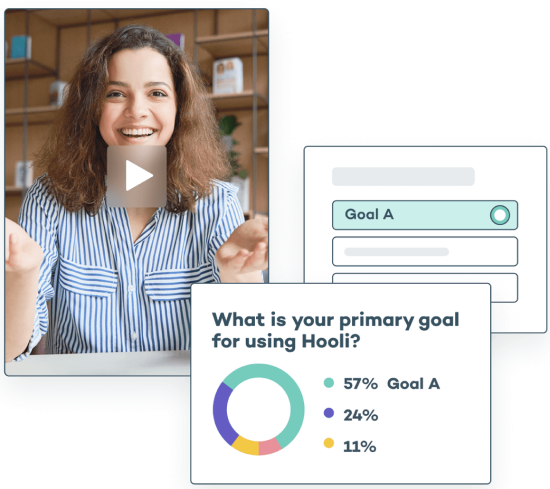 Goal A
What is your primary goal
for using Hooli?
57% Goal A
24%
11%